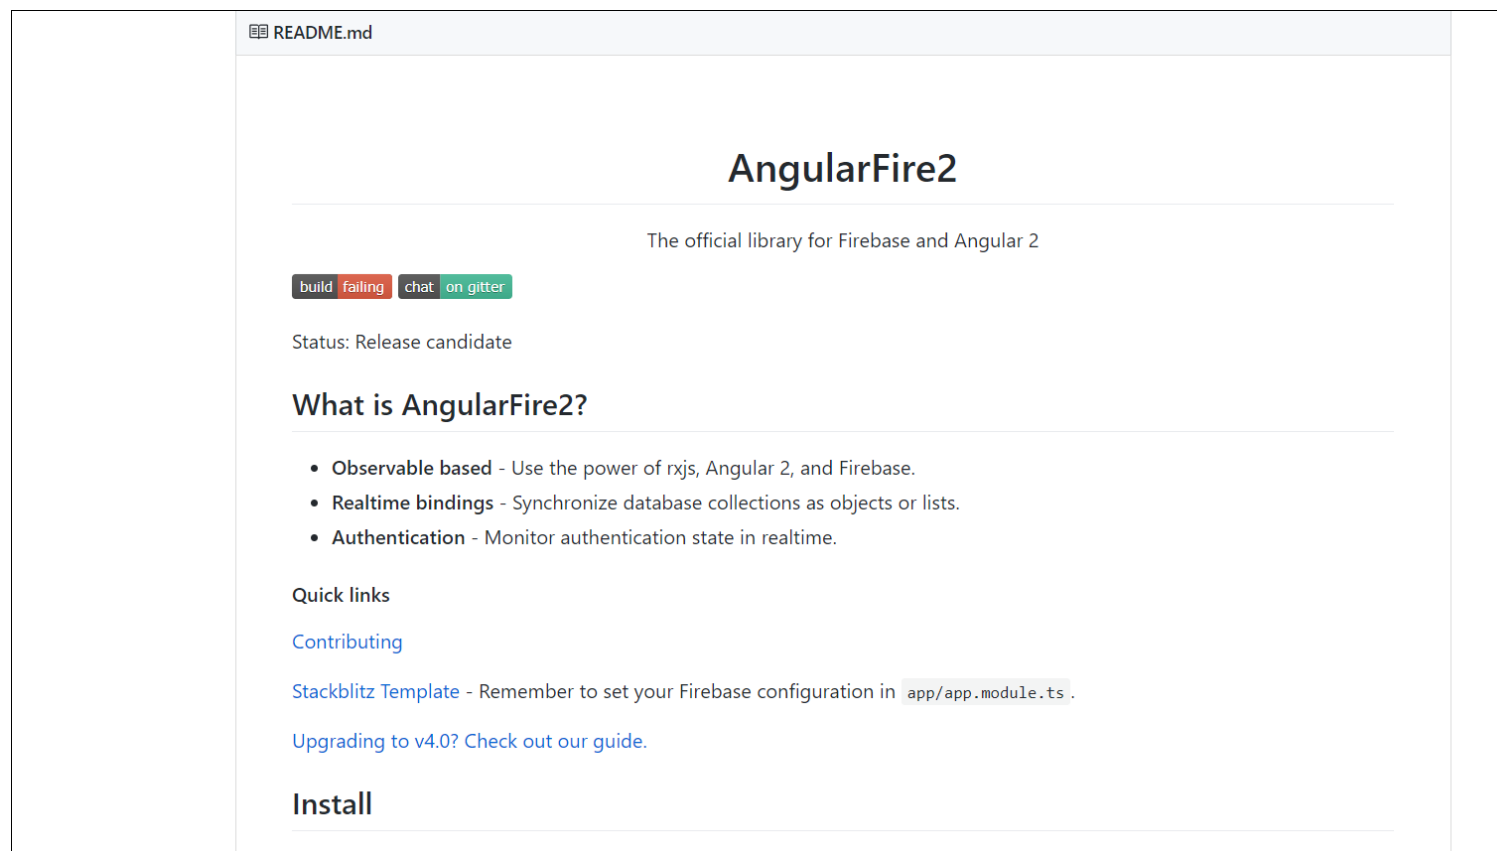 README.md
AngularFire2
The official library for Firebase and Angular 2
build failing chat on gitter
Status: Release candidate
What is AngularFire2?
• Observable based - Use the power of rxjs, Angular 2, and Firebase.
• Realtime bindings - Synchronize database collections as objects or lists.
• Authentication - Monitor authentication state in realtime.
Quick links
Contributing
Stackblitz Template - Remember to set your Firebase configuration in app/app.module.ts.
Upgrading to v4.0? Check out our guide.
Install